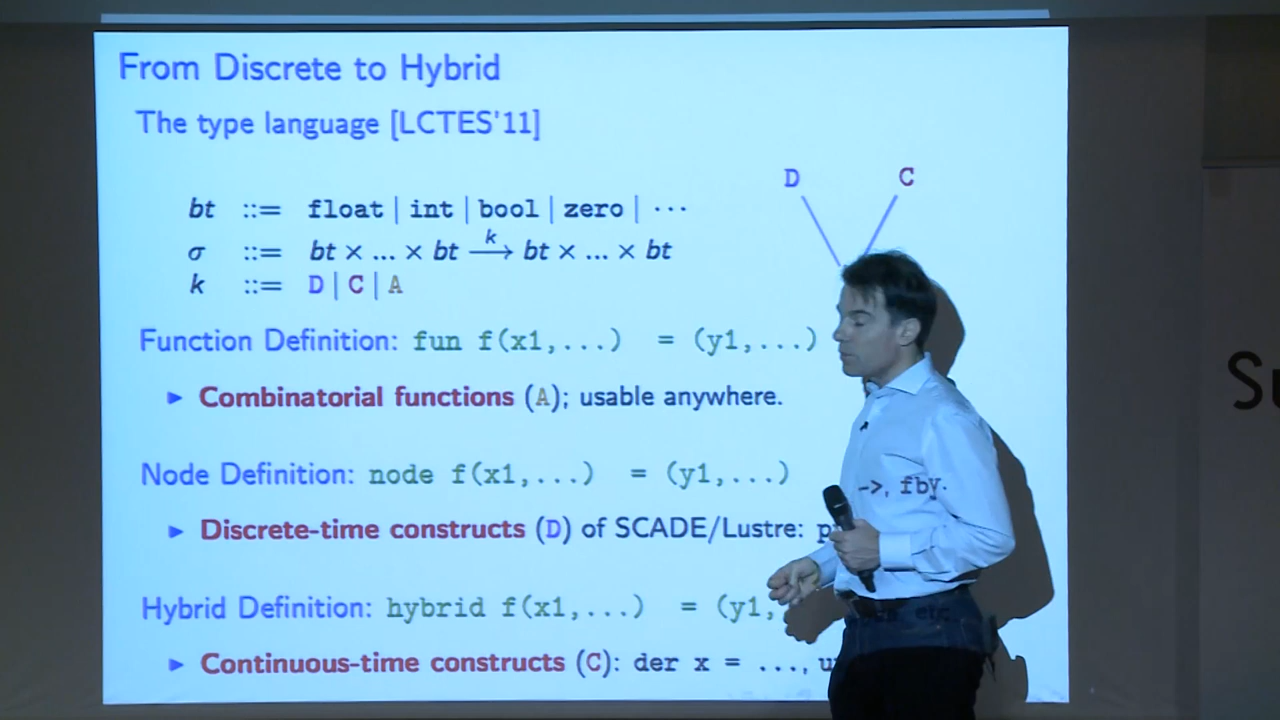 From Discrete to Hybrid
The type language [LCTES'11]
D C
bt ::= float | int | bool | zero | ···
σ ::= bt × ... × bt —k→ bt × ... × bt
k ::= D | C | A
Function Definition: fun f(x1,...) = (y1,...)
► Combinatorial functions (A); usable anywhere.
Node Definition: node f(x1,...) = (y1,...)
► Discrete-time constructs (D) of SCADE/Lustre: ->, fby.
Hybrid Definition: hybrid f(x1,...) = (y1,
► Continuous-time constructs (C): der x = ..., etc.